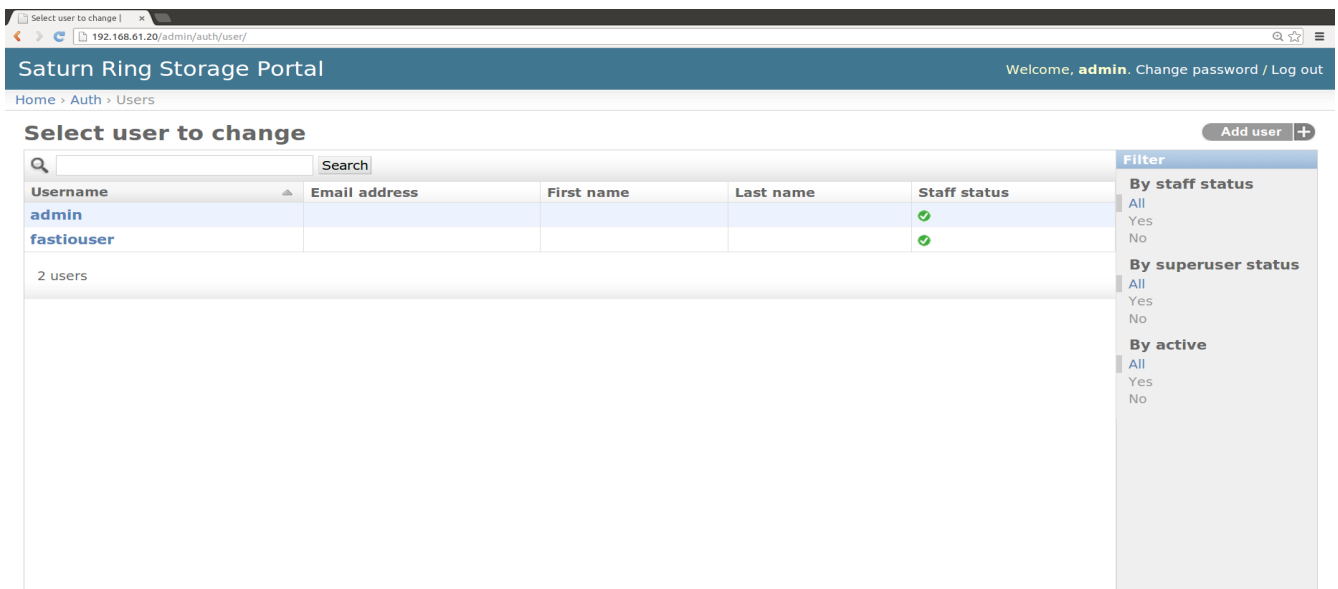 Select user to change |
192.168.61.20/admin/auth/user/
Saturn Ring Storage Portal
Welcome, admin. Change password / Log out
Home › Auth › Users
Select user to change
Add user
Search
Username Email address First name Last name Staff status
admin
fastiouser
2 users
Filter
By staff status
All
Yes
No
By superuser status
All
Yes
No
By active
All
Yes
No